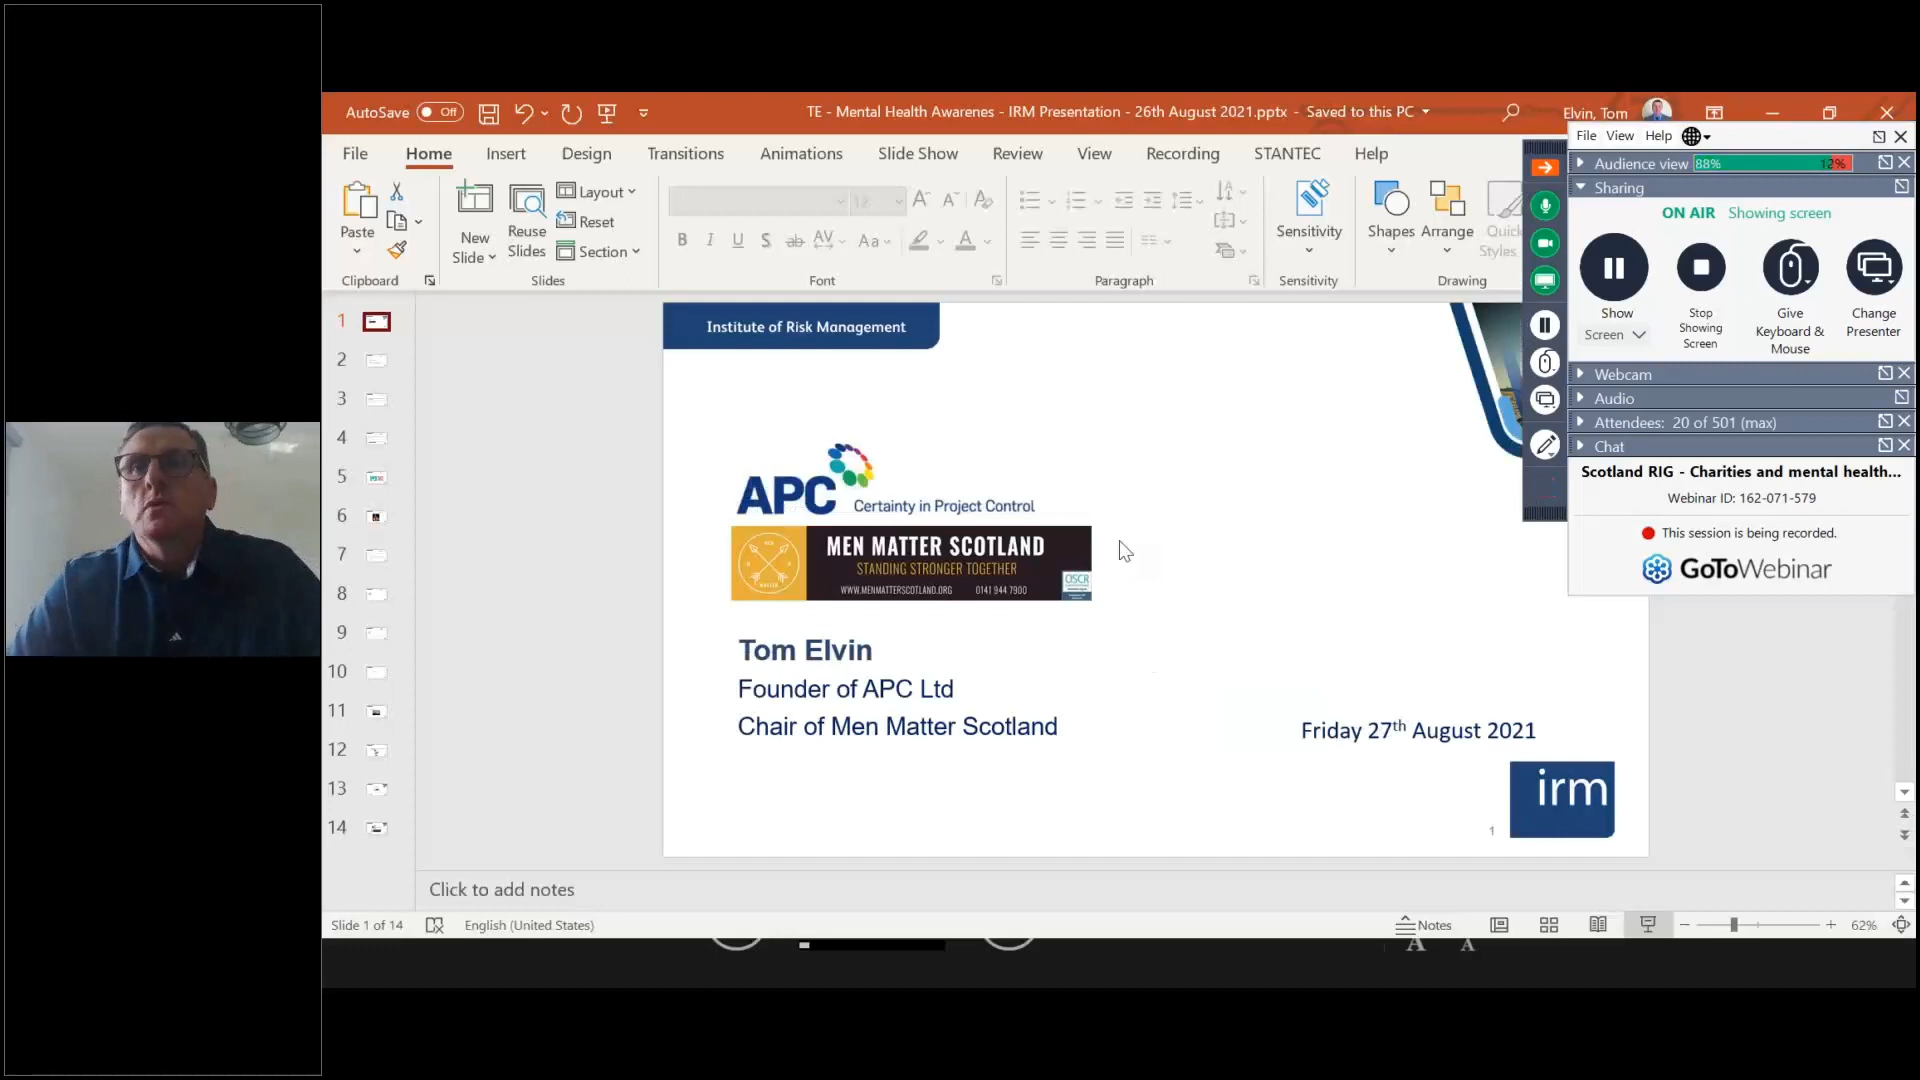 AutoSave Off
TE - Mental Health Awarenes - IRM Presentation - 26th August 2021.pptx - Saved to this PC
Elvin, Tom
File Home Insert Design Transitions Animations Slide Show Review View Recording STANTEC Help
Paste
Clipboard
New Slide
Reuse Slides
Layout
Reset
Section
Slides
12
B I U S ab AV Aa A
Font
Paragraph
Sensitivity
Sensitivity
Shapes Arrange Quick Styles
Drawing
File View Help
Audience view 88% 12%
Sharing
ON AIR Showing screen
Show
Screen
Stop Showing Screen
Give Keyboard & Mouse
Change Presenter
Webcam
Audio
Attendees: 20 of 501 (max)
Chat
Scotland RIG - Charities and mental health...
Webinar ID: 162-071-579
This session is being recorded.
GoToWebinar
1
2
3
4
5
6
7
8
9
10
11
12
13
14
Institute of Risk Management
APC Certainty in Project Control
MEN MATTER SCOTLAND
STANDING STRONGER TOGETHER
WWW.MENMATTERSCOTLAND.ORG 0141 944 7900
OSCR
Tom Elvin
Founder of APC Ltd
Chair of Men Matter Scotland
Friday 27th August 2021
irm
1
Click to add notes
Slide 1 of 14 English (United States) Notes 62%
A A